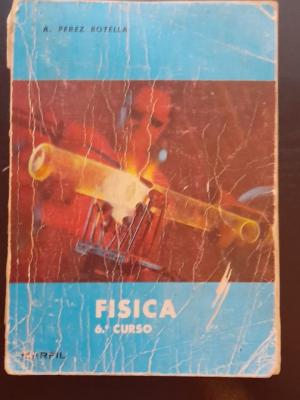 A. PEREZ BOTELLA
FISICA
6.º CURSO
MARFIL